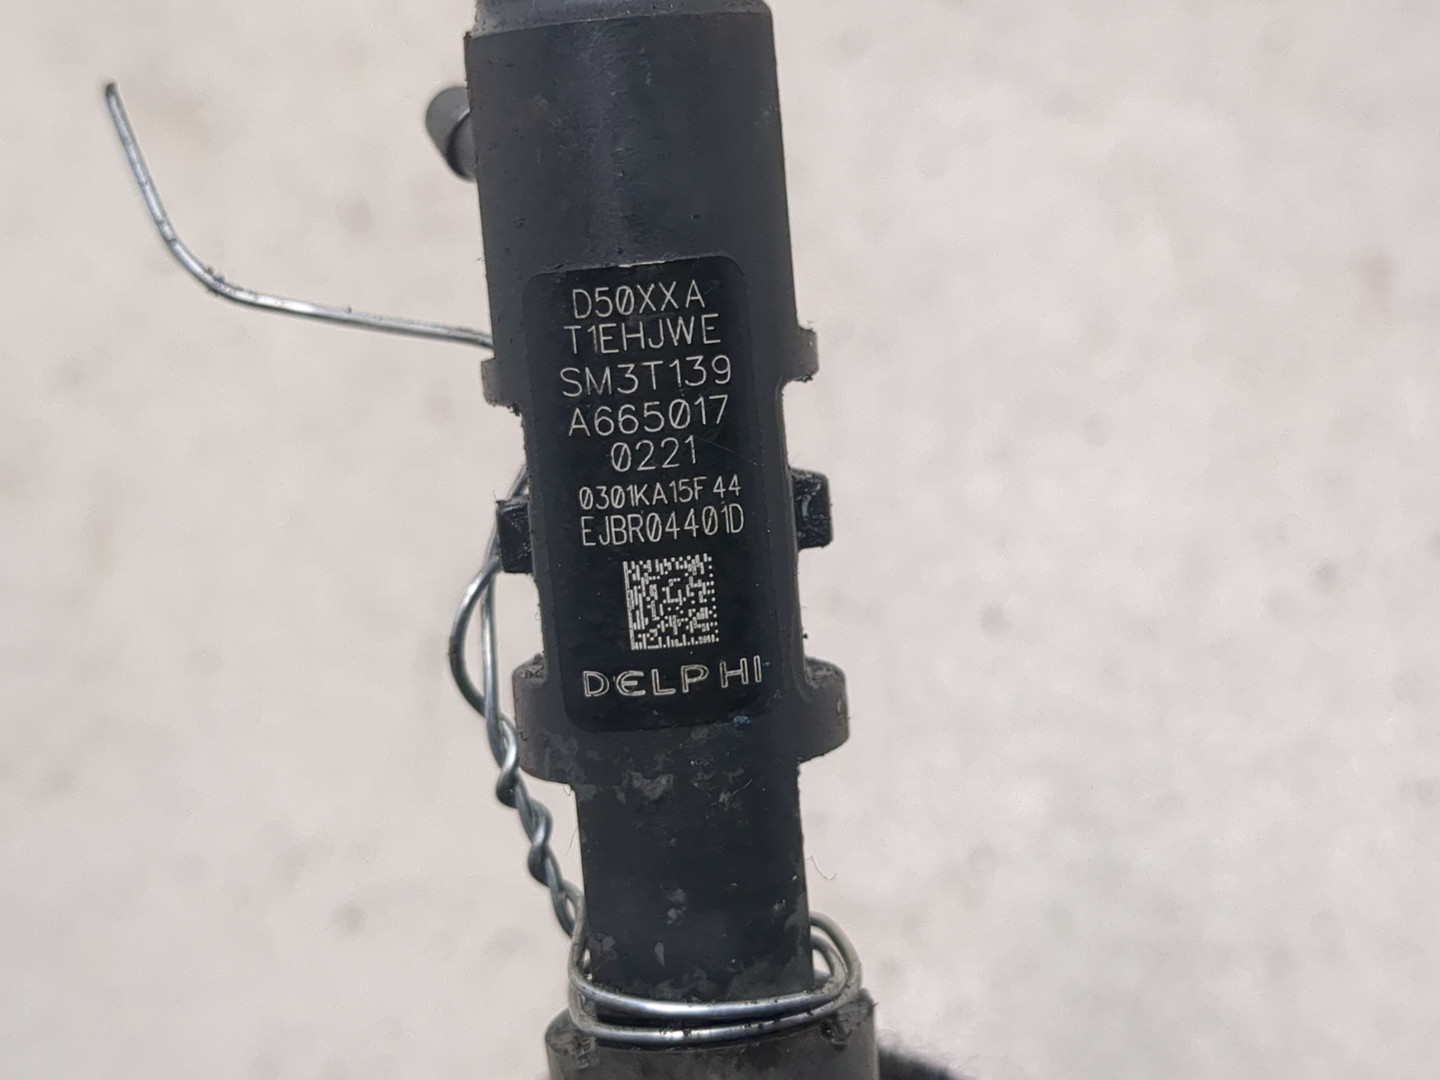 D50XXA
T1EHJWE
SM3T139
A665017
0221
0301KA15F44
EJBR04401D
DELPHI